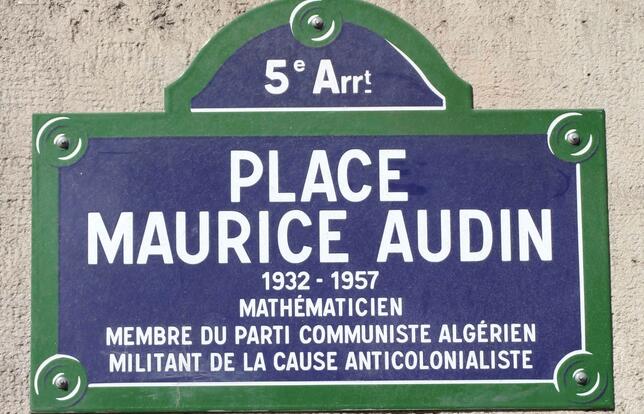 5e Arrt
PLACE
MAURICE AUDIN
1932 - 1957
MATHÉMATICIEN
MEMBRE DU PARTI COMMUNISTE ALGÉRIEN
MILITANT DE LA CAUSE ANTICOLONIALISTE